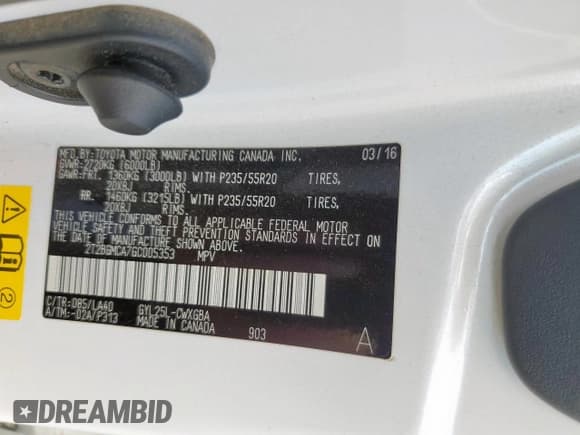 MFD.BY:TOYOTA MOTOR MANUFACTURING CANADA INC. 03/16
GVWR:2720KG (6000LB)
GAWR:FRT. 1360KG (3000LB) WITH P235/55R20 TIRES,
20X8J RIMS.
RR. 1460KG (3215LB) WITH P235/55R20 TIRES,
20X8J RIMS.
THIS VEHICLE CONFORMS TO ALL APPLICABLE FEDERAL MOTOR
VEHICLE SAFETY AND THEFT PREVENTION STANDARDS IN
EFFECT ON THE DATE OF MANUFACTURE SHOWN ABOVE.
2T2BGMCA7GC005353 MPV
C/TR:085/LA40 GYL25L-CWXGBA
A/TM:-02A/P313 MADE IN CANADA 903 A
2
DREAMBID